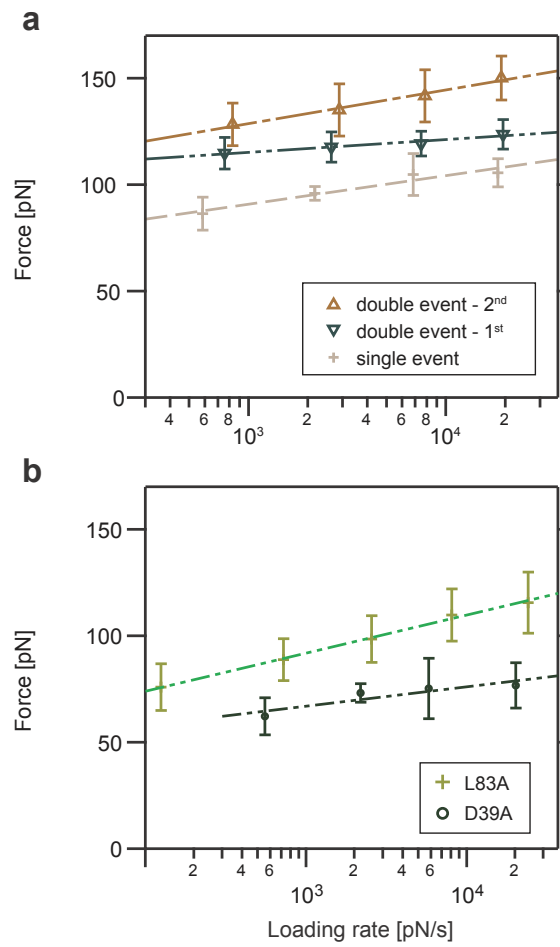 a
Force [pN]
150
100
50
0
double event - 2nd
double event - 1st
single event
4 6 8 2 4 6 8 2
10³ 10⁴
b
Force [pN]
150
100
50
0
L83A
D39A
2 4 6 2 4 6 2
10³ 10⁴
Loading rate [pN/s]